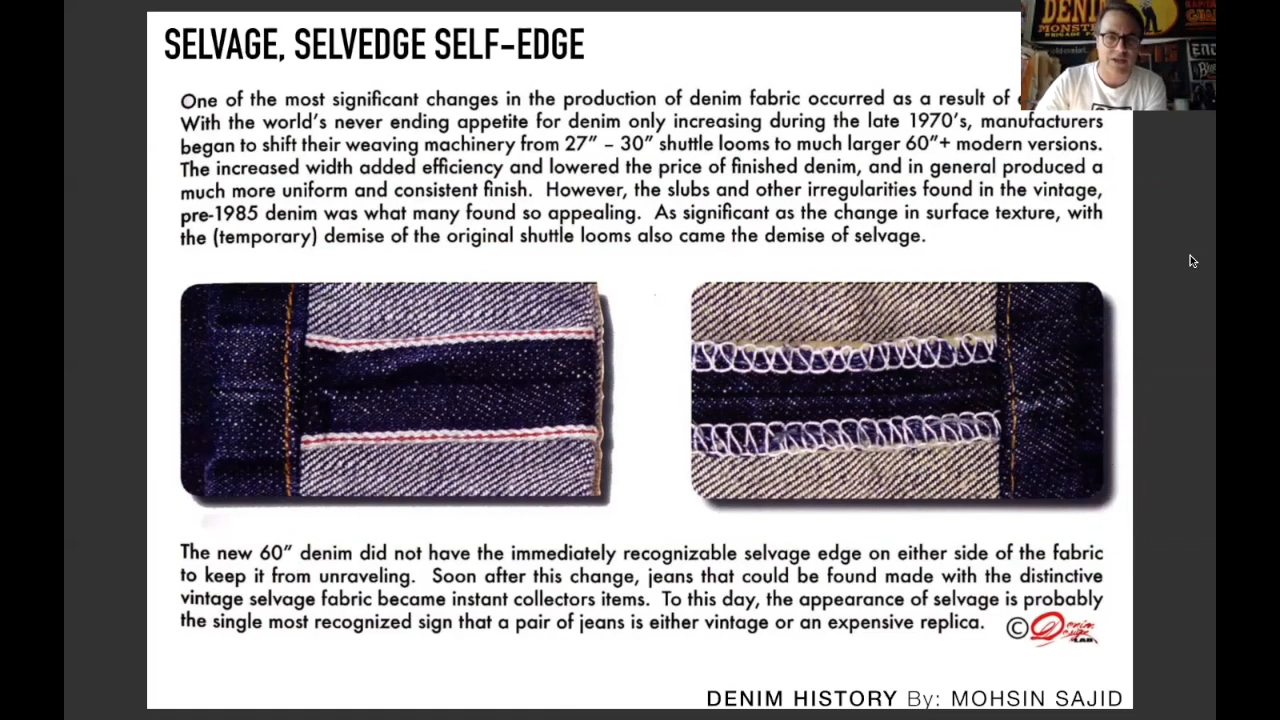 SELVAGE, SELVEDGE SELF-EDGE
DENIM
MONST
One of the most significant changes in the production of denim fabric occurred as a result of
With the world's never ending appetite for denim only increasing during the late 1970's, manufacturers
began to shift their weaving machinery from 27" – 30" shuttle looms to much larger 60"+ modern versions.
The increased width added efficiency and lowered the price of finished denim, and in general produced a
much more uniform and consistent finish. However, the slubs and other irregularities found in the vintage,
pre-1985 denim was what many found so appealing. As significant as the change in surface texture, with
the (temporary) demise of the original shuttle looms also came the demise of selvage.
The new 60" denim did not have the immediately recognizable selvage edge on either side of the fabric
to keep it from unraveling. Soon after this change, jeans that could be found made with the distinctive
vintage selvage fabric became instant collectors items. To this day, the appearance of selvage is probably
the single most recognized sign that a pair of jeans is either vintage or an expensive replica.
© Denim Design LAB
DENIM HISTORY By: MOHSIN SAJID